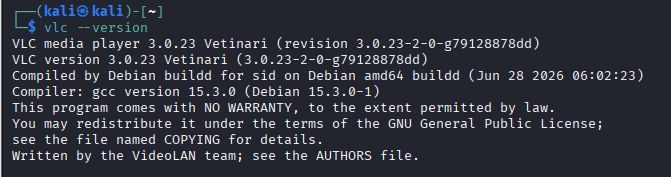 ┌──(kali㉿kali)-[~]
└─$ vlc --version
VLC media player 3.0.23 Vetinari (revision 3.0.23-2-0-g79128878dd)
VLC version 3.0.23 Vetinari (3.0.23-2-0-g79128878dd)
Compiled by Debian buildd for sid on Debian amd64 buildd (Jun 28 2026 06:02:23)
Compiler: gcc version 15.3.0 (Debian 15.3.0-1)
This program comes with NO WARRANTY, to the extent permitted by law.
You may redistribute it under the terms of the GNU General Public License;
see the file named COPYING for details.
Written by the VideoLAN team; see the AUTHORS file.